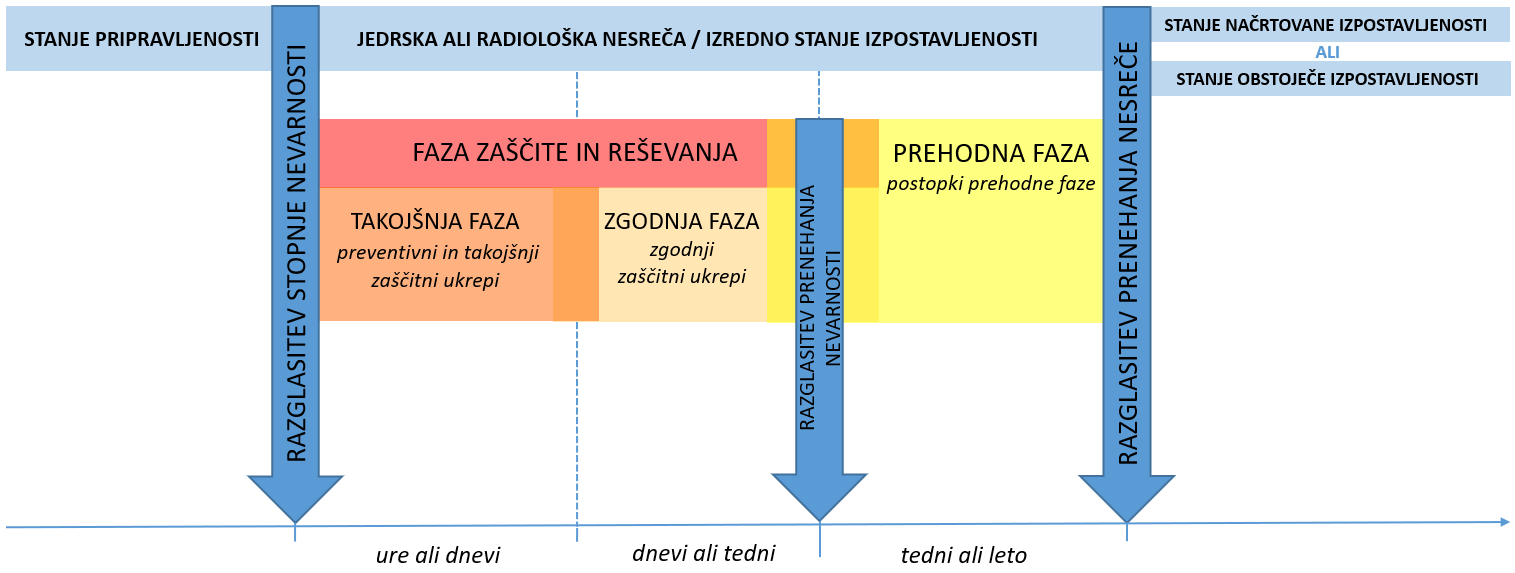 STANJE PRIPRAVLJENOSTI
RAZGLASITEV STOPNJE NEVARNOSTI
JEDRSKA ALI RADIOLOŠKA NESREČA / IZREDNO STANJE IZPOSTAVLJENOSTI
STANJE NAČRTOVANE IZPOSTAVLJENOSTI
ALI
STANJE OBSTOJEČE IZPOSTAVLJENOSTI
FAZA ZAŠČITE IN REŠEVANJA
TAKOJŠNJA FAZA
preventivni in takojšnji
zaščitni ukrepi
ZGODNJA FAZA
zgodnji
zaščitni ukrepi
RAZGLASITEV PRENEHANJA
NEVARNOSTI
PREHODNA FAZA
postopki prehodne faze
RAZGLASITEV PRENEHANJA NESREČE
ure ali dnevi
dnevi ali tedni
tedni ali leto